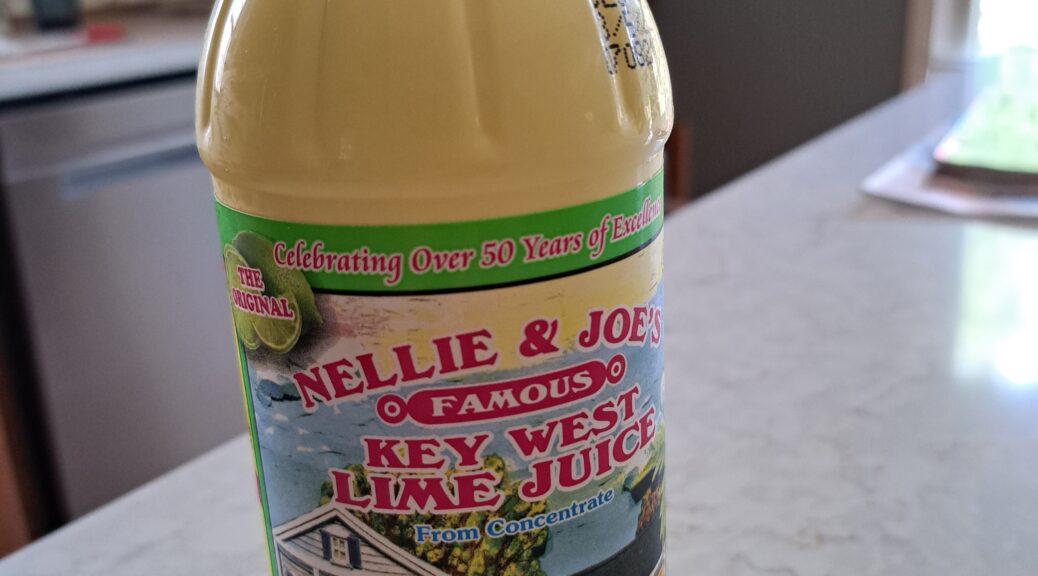 Celebrating Over 50 Years of Excellence
THE
ORIGINAL
NELLIE & JOE'S
FAMOUS
KEY WEST
LIME JUICE
From Concentrate